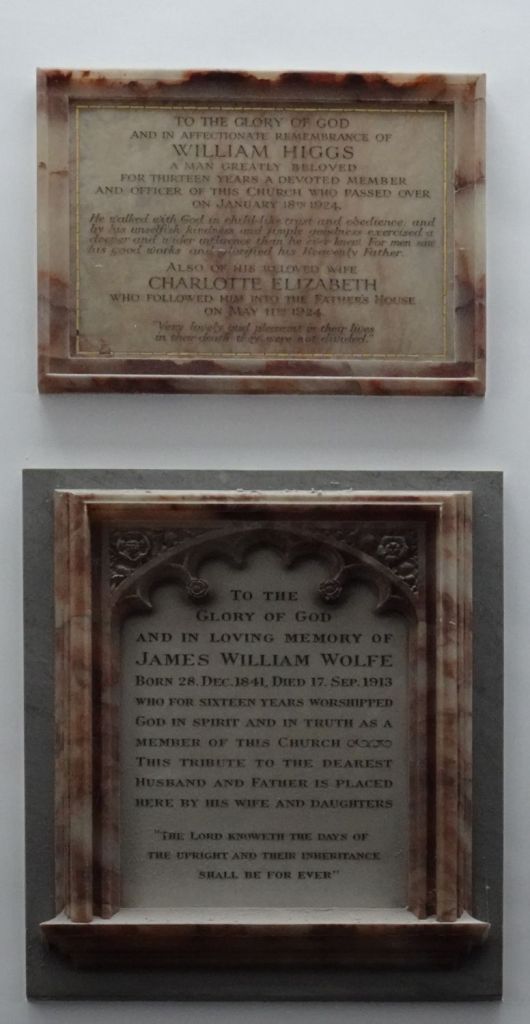 TO THE GLORY OF GOD
AND IN AFFECTIONATE REMEMBRANCE OF
WILLIAM HIGGS
A MAN GREATLY BELOVED
FOR THIRTEEN YEARS A DEVOTED MEMBER
AND OFFICER OF THIS CHURCH WHO PASSED OVER
ON JANUARY 18TH 1924.
He walked with God in child-like trust and obedience, and
by his unselfish kindness and simple goodness exercised a
deeper and wider influence than he ever knew. For men saw
his good works and glorified his Heavenly Father.
ALSO OF HIS BELOVED WIFE
CHARLOTTE ELIZABETH
WHO FOLLOWED HIM INTO THE FATHER'S HOUSE
ON MAY 11TH 1924.
"Very lovely and pleasant in their lives
in their death they were not divided."
TO THE
GLORY OF GOD
AND IN LOVING MEMORY OF
JAMES WILLIAM WOLFE
BORN 28. DEC. 1841, DIED 17. SEP. 1913
WHO FOR SIXTEEN YEARS WORSHIPPED
GOD IN SPIRIT AND IN TRUTH AS A
MEMBER OF THIS CHURCH
THIS TRIBUTE TO THE DEAREST
HUSBAND AND FATHER IS PLACED
HERE BY HIS WIFE AND DAUGHTERS
"THE LORD KNOWETH THE DAYS OF
THE UPRIGHT AND THEIR INHERITANCE
SHALL BE FOR EVER"